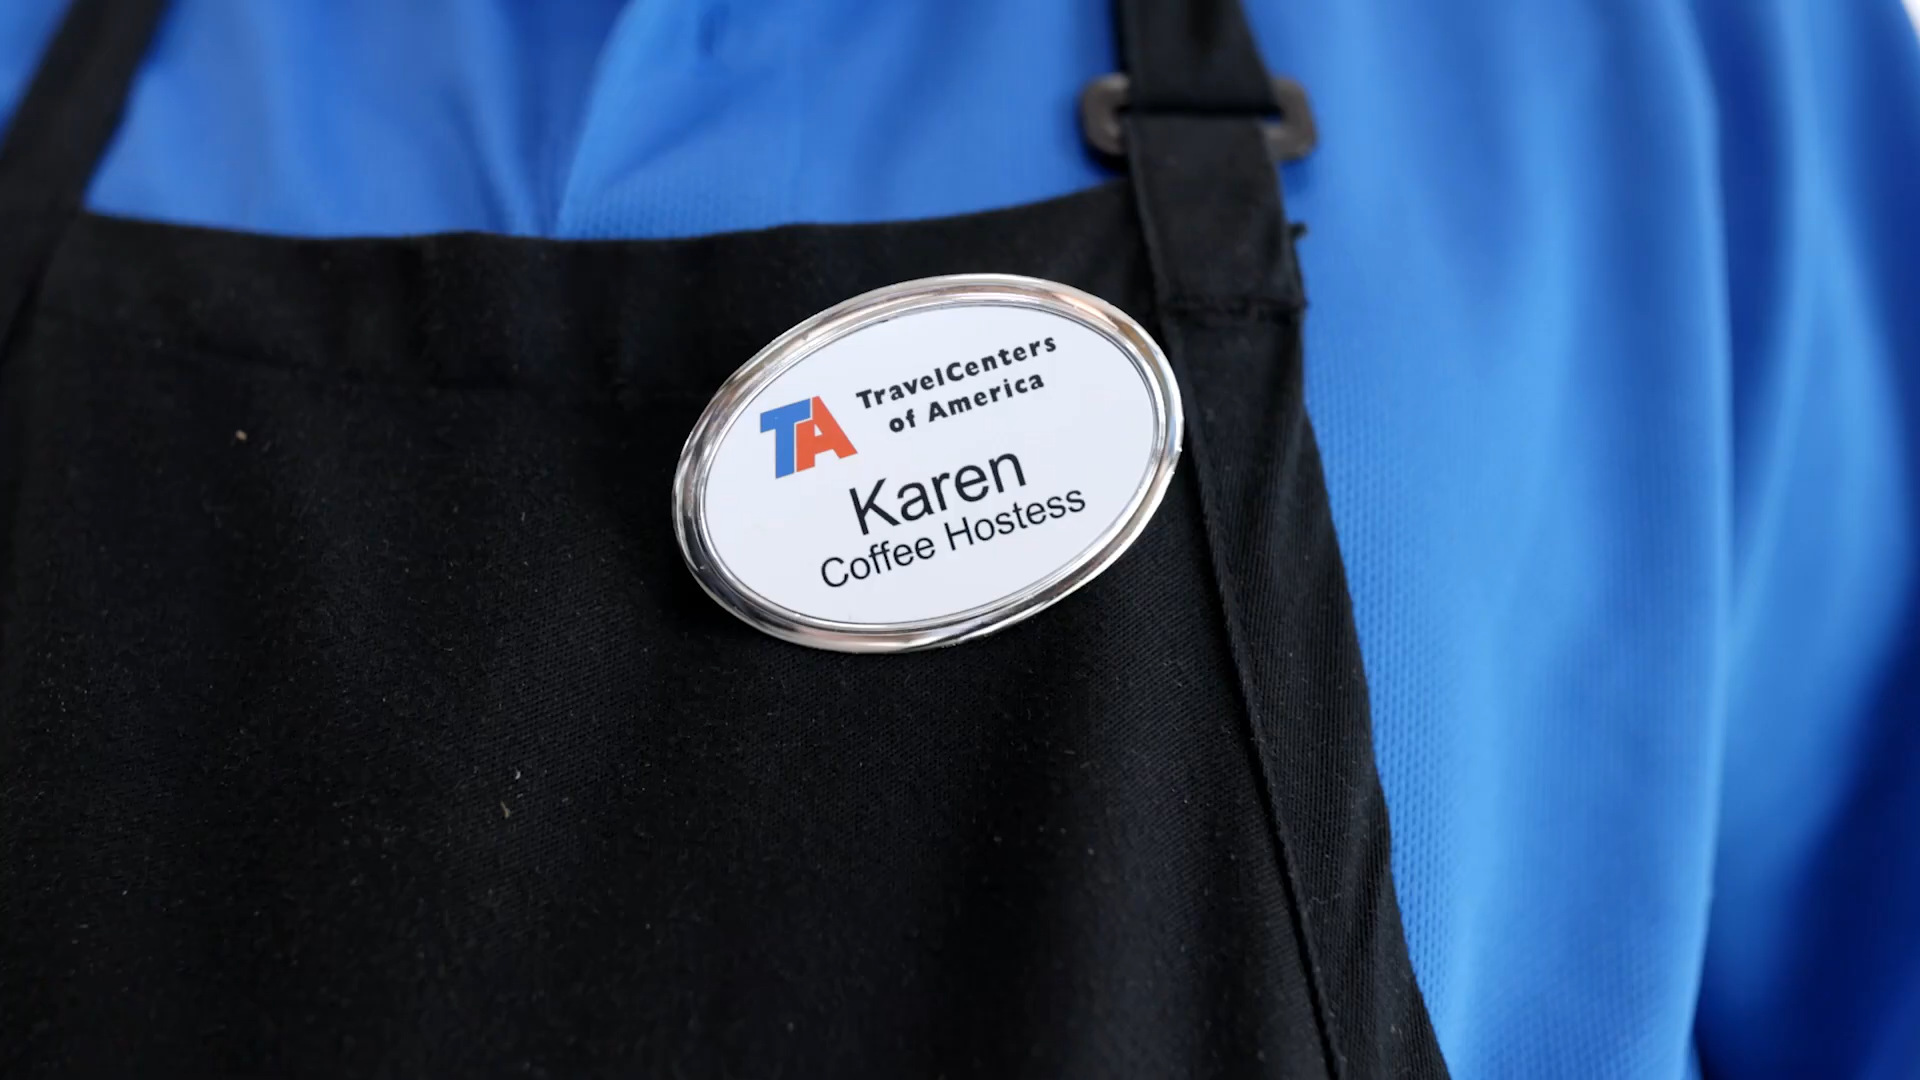 TA
TravelCenters
of America
Karen
Coffee Hostess